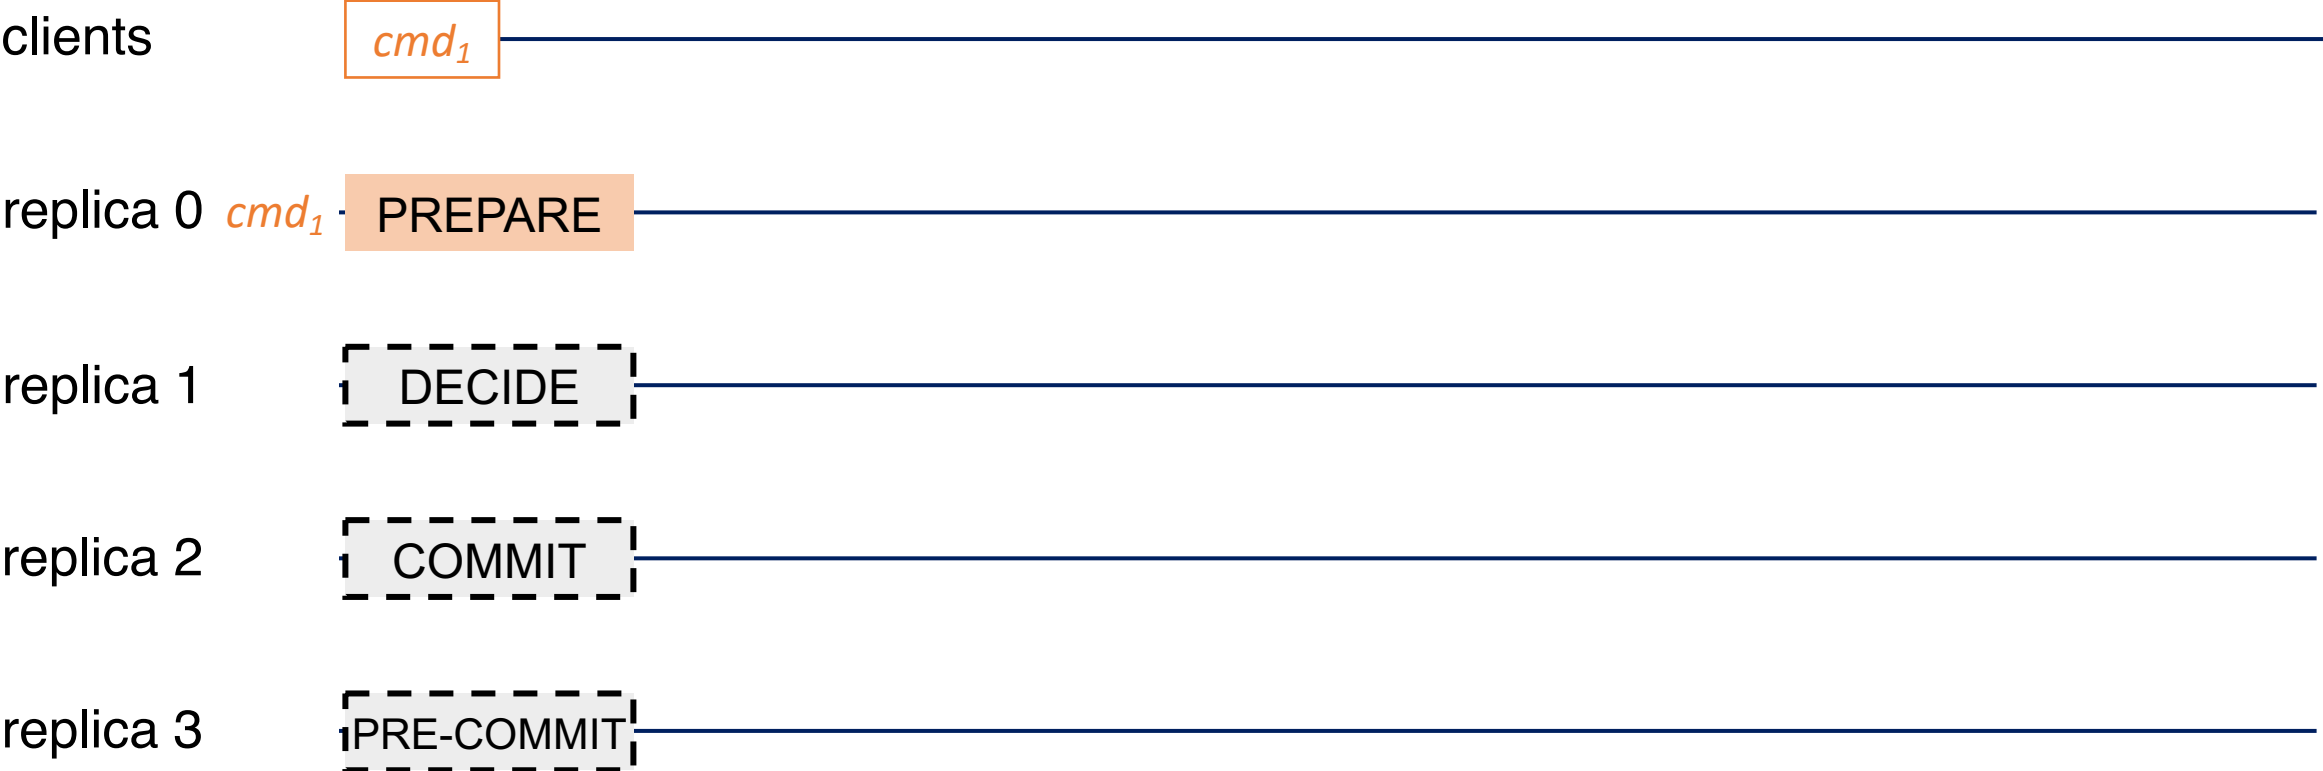 clients cmd₁
replica 0 cmd₁ PREPARE
replica 1 DECIDE
replica 2 COMMIT
replica 3 PRE-COMMIT